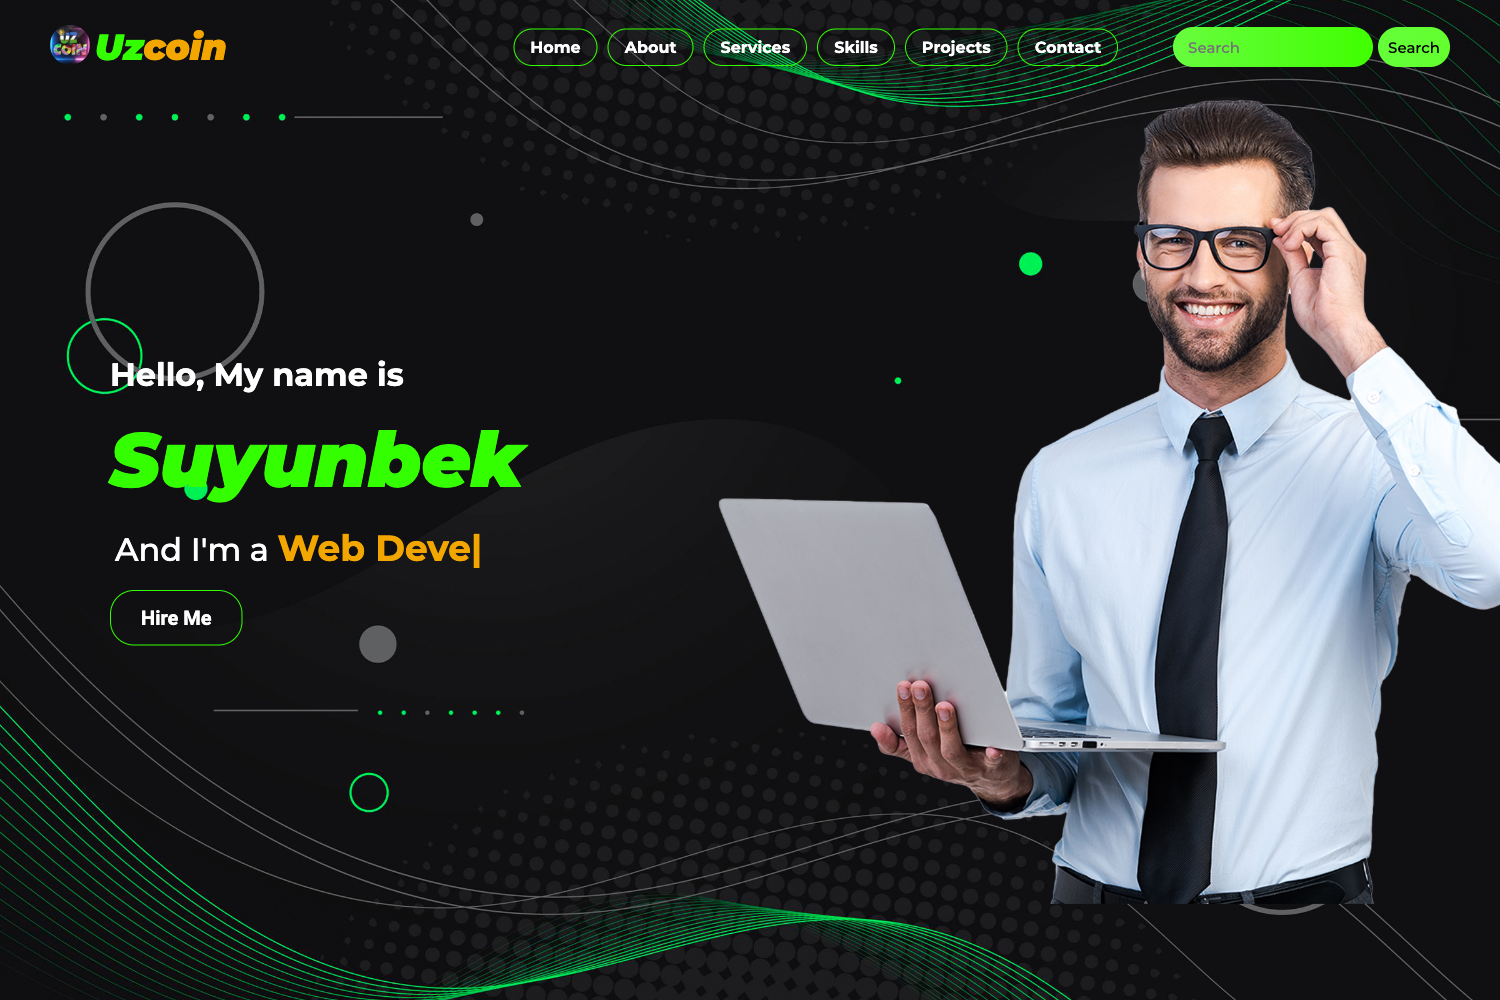 UZ
COIN
Uzcoin
Home
About
Services
Skills
Projects
Contact
Search
Search
Hello, My name is
Suyunbek
And I'm a Web Deve|
Hire Me